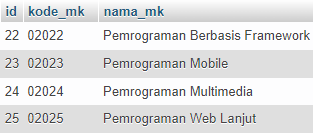 id kode_mk nama_mk
22 02022 Pemrograman Berbasis Framework
23 02023 Pemrograman Mobile
24 02024 Pemrograman Multimedia
25 02025 Pemrograman Web Lanjut